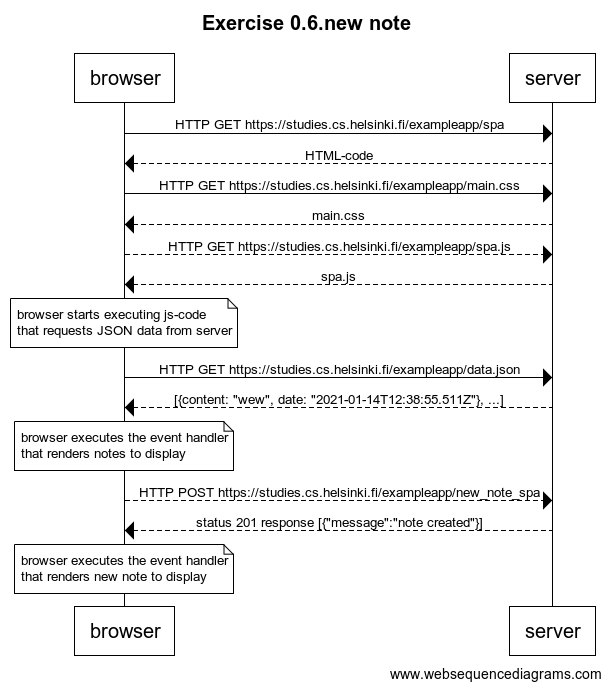 Exercise 0.6.new note
browser
server
HTTP GET https://studies.cs.helsinki.fi/exampleapp/spa
HTML-code
HTTP GET https://studies.cs.helsinki.fi/exampleapp/main.css
main.css
HTTP GET https://studies.cs.helsinki.fi/exampleapp/spa.js
spa.js
browser starts executing js-code
that requests JSON data from server
HTTP GET https://studies.cs.helsinki.fi/exampleapp/data.json
[{content: "wew", date: "2021-01-14T12:38:55.511Z"}, ...]
browser executes the event handler
that renders notes to display
HTTP POST https://studies.cs.helsinki.fi/exampleapp/new_note_spa
status 201 response [{"message":"note created"}]
browser executes the event handler
that renders new note to display
browser
server
www.websequencediagrams.com